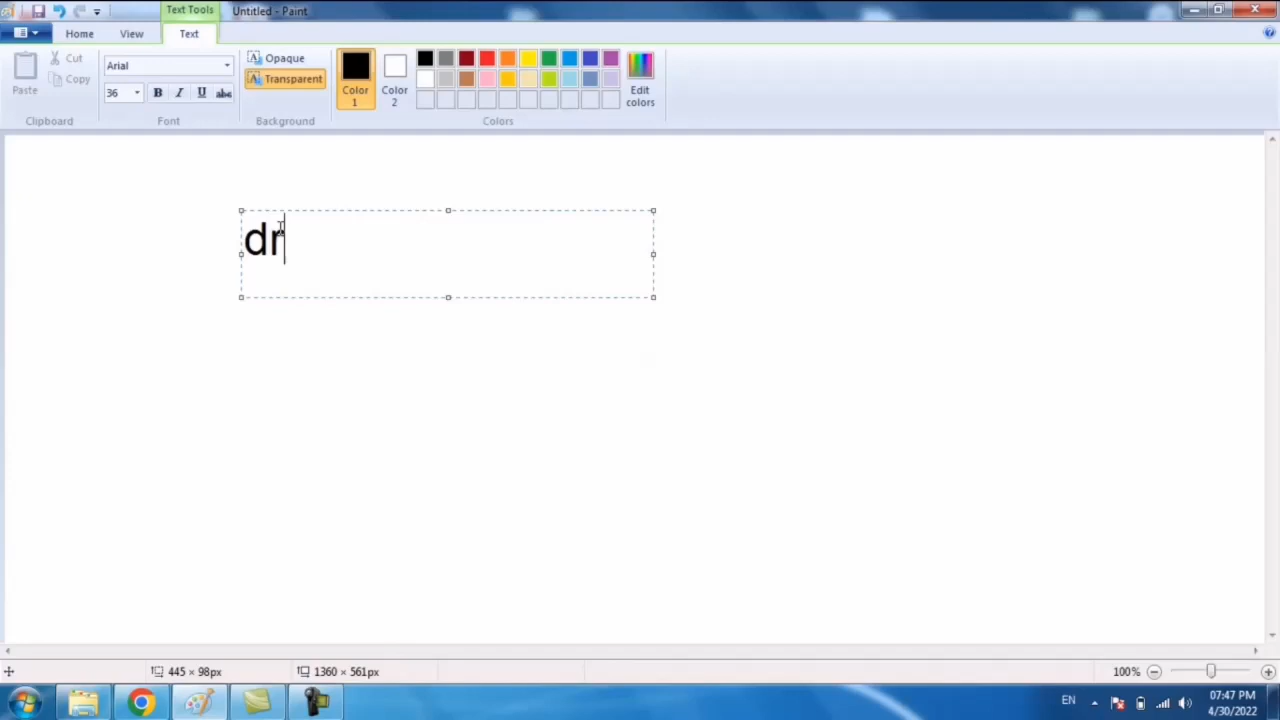 Text Tools
Untitled - Paint
Home View Text
Cut
Copy
Paste
Clipboard
Arial
36
B I U abc
Font
Opaque
Transparent
Background
Color 1
Color 2
Edit colors
Colors
dr
445 × 98px
1360 × 561px
100%
EN
07:47 PM
4/30/2022